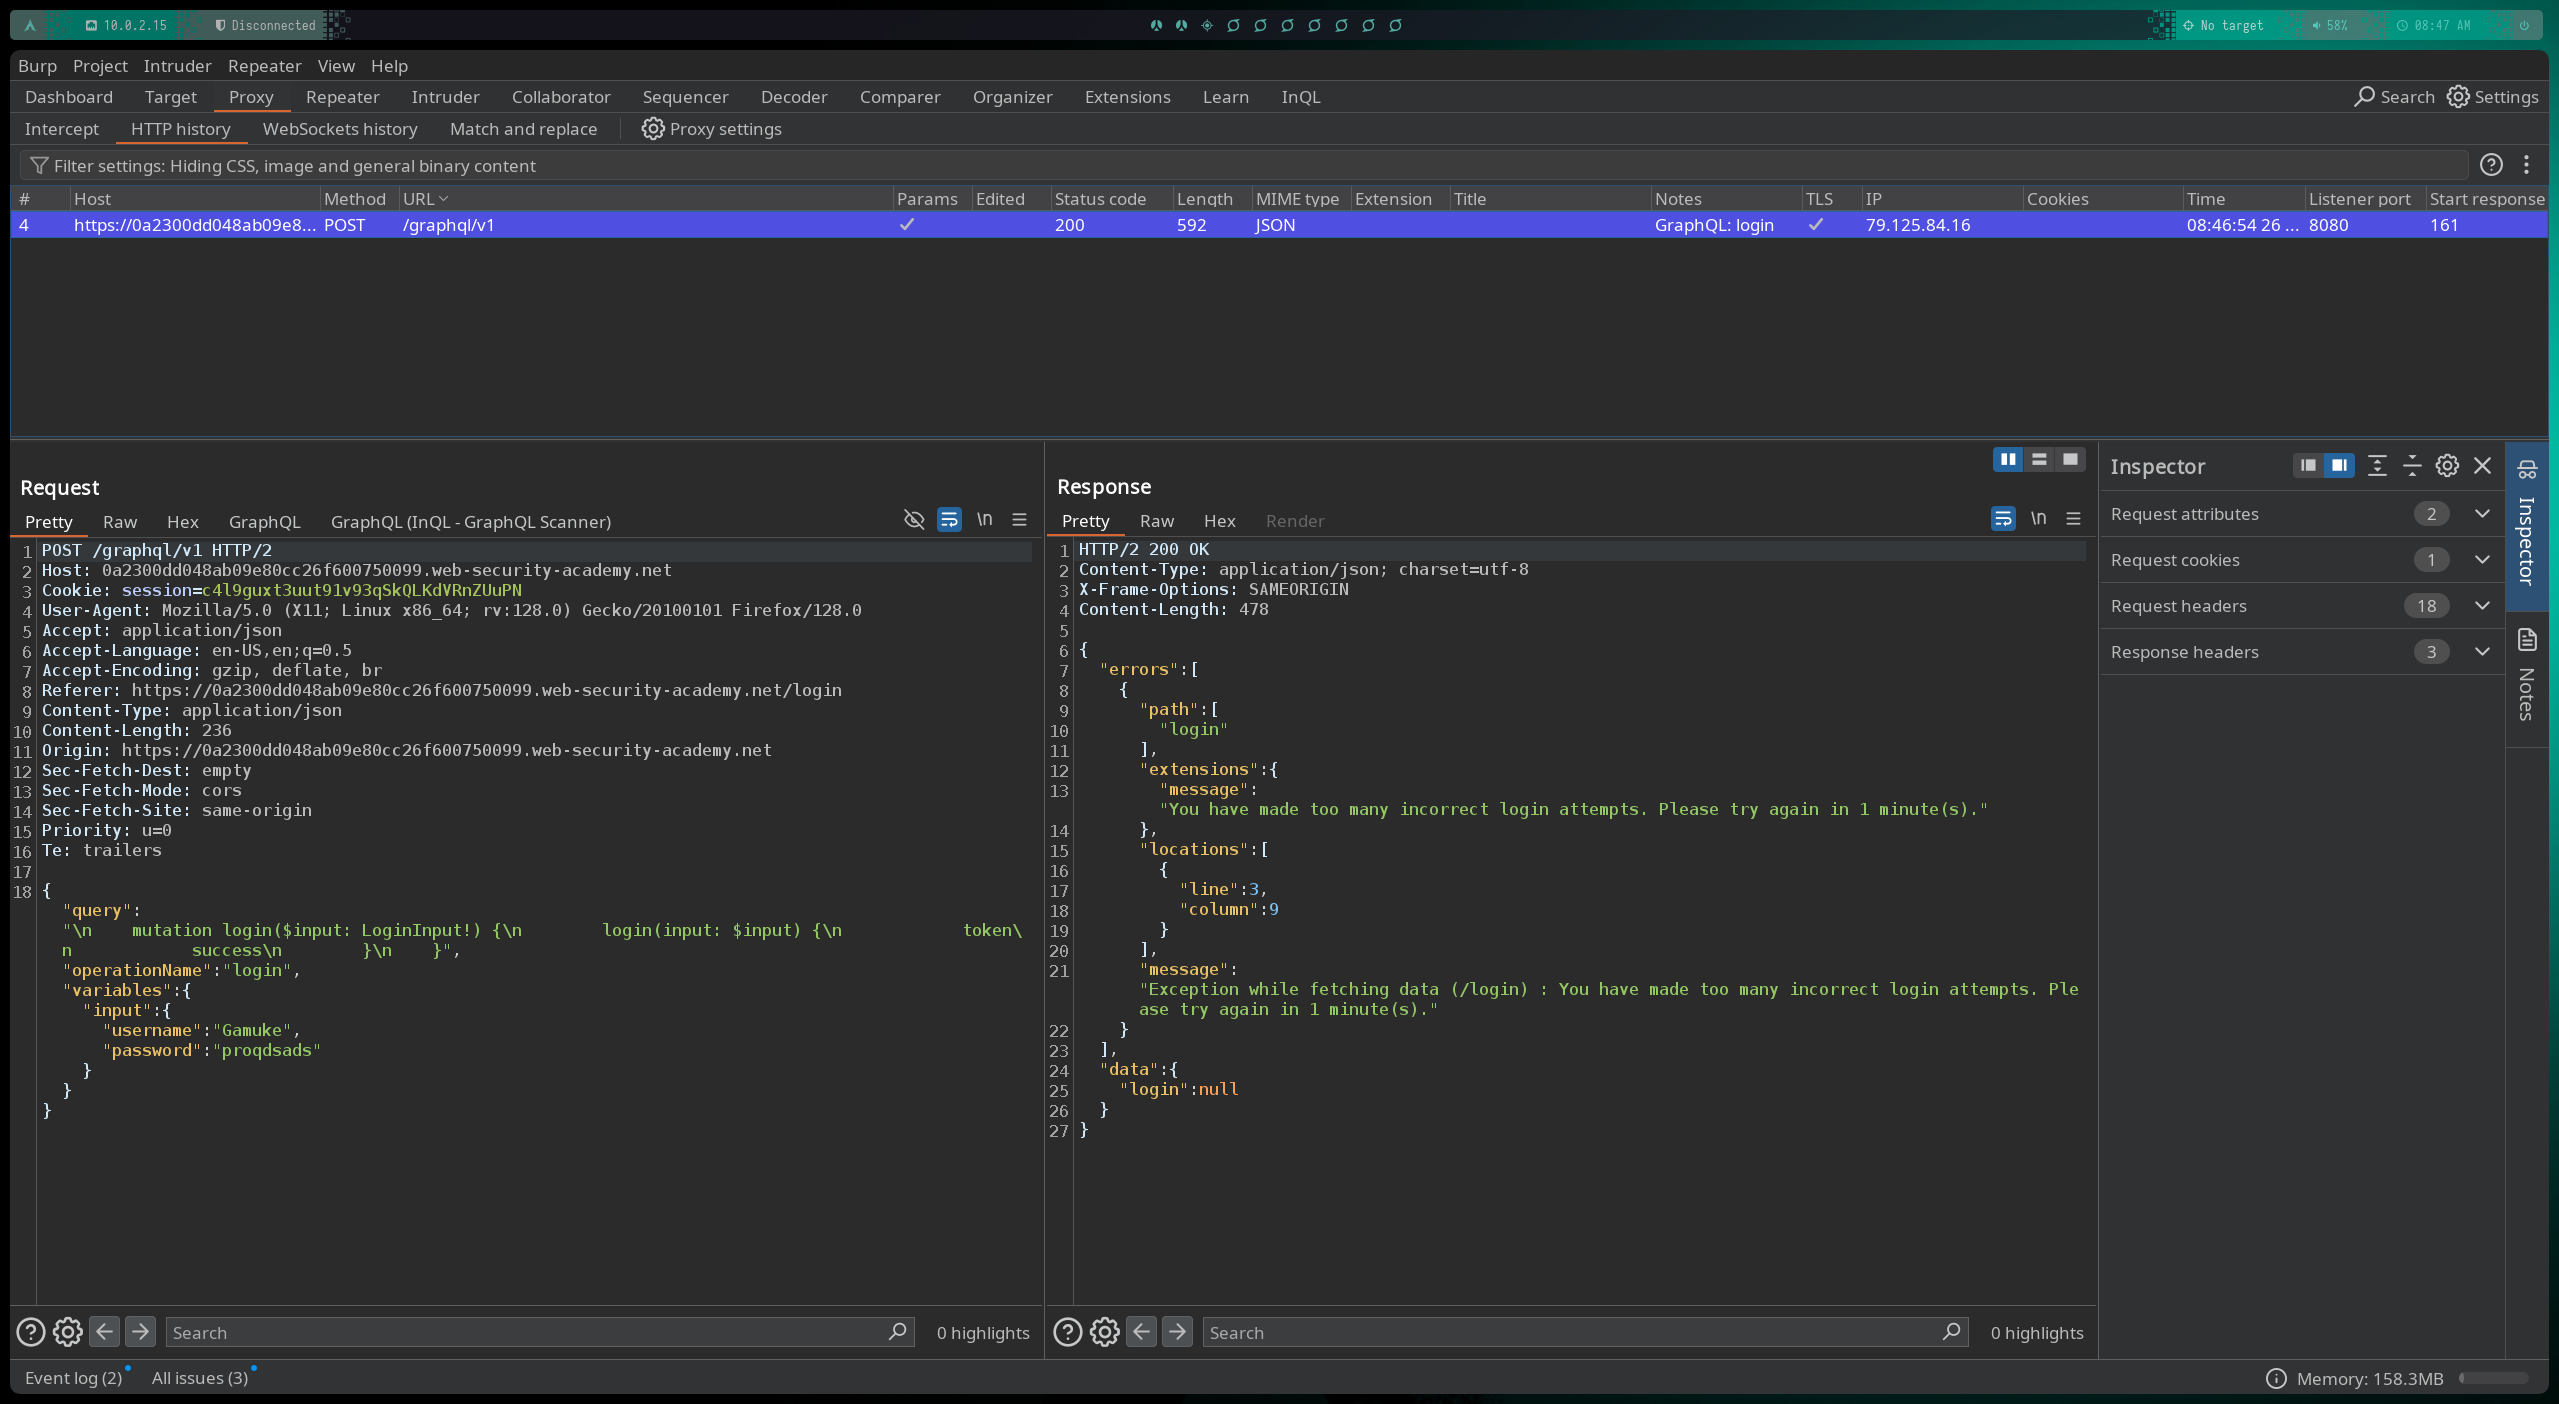 10.0.2.15 Disconnected No target 58% 08:47 AM
Burp Project Intruder Repeater View Help
Dashboard Target Proxy Repeater Intruder Collaborator Sequencer Decoder Comparer Organizer Extensions Learn InQL Search Settings
Intercept HTTP history WebSockets history Match and replace Proxy settings
Filter settings: Hiding CSS, image and general binary content
# Host Method URL Params Edited Status code Length MIME type Extension Title Notes TLS IP Cookies Time Listener port Start response
4 https://0a2300dd048ab09e8... POST /graphql/v1 200 592 JSON GraphQL: login 79.125.84.16 08:46:54 26 ... 8080 161
Request
Pretty Raw Hex GraphQL GraphQL (InQL - GraphQL Scanner) \n
1 POST /graphql/v1 HTTP/2
2 Host: 0a2300dd048ab09e80cc26f600750099.web-security-academy.net
3 Cookie: session=c4l9guxt3uut91v93qSkQLKdVRnZUuPN
4 User-Agent: Mozilla/5.0 (X11; Linux x86_64; rv:128.0) Gecko/20100101 Firefox/128.0
5 Accept: application/json
6 Accept-Language: en-US,en;q=0.5
7 Accept-Encoding: gzip, deflate, br
8 Referer: https://0a2300dd048ab09e80cc26f600750099.web-security-academy.net/login
9 Content-Type: application/json
10 Content-Length: 236
11 Origin: https://0a2300dd048ab09e80cc26f600750099.web-security-academy.net
12 Sec-Fetch-Dest: empty
13 Sec-Fetch-Mode: cors
14 Sec-Fetch-Site: same-origin
15 Priority: u=0
16 Te: trailers
17
18 {
"query":
"\n    mutation login($input: LoginInput!) {\n        login(input: $input) {\n            token\
n            success\n        }\n    }",
"operationName":"login",
"variables":{
"input":{
"username":"Gamuke",
"password":"proqdsads"
}
}
}
Search 0 highlights
Response
Pretty Raw Hex Render \n
1 HTTP/2 200 OK
2 Content-Type: application/json; charset=utf-8
3 X-Frame-Options: SAMEORIGIN
4 Content-Length: 478
5
6 {
7 "errors":[
8 {
9 "path":[
10 "login"
11 ],
12 "extensions":{
13 "message":
"You have made too many incorrect login attempts. Please try again in 1 minute(s)."
14 },
15 "locations":[
16 {
17 "line":3,
18 "column":9
19 }
20 ],
21 "message":
"Exception while fetching data (/login) : You have made too many incorrect login attempts. Ple
ase try again in 1 minute(s)."
22 }
23 ],
24 "data":{
25 "login":null
26 }
27 }
Search 0 highlights
Inspector
Request attributes 2
Request cookies 1
Request headers 18
Response headers 3
Inspector
Notes
Event log (2) All issues (3) Memory: 158.3MB